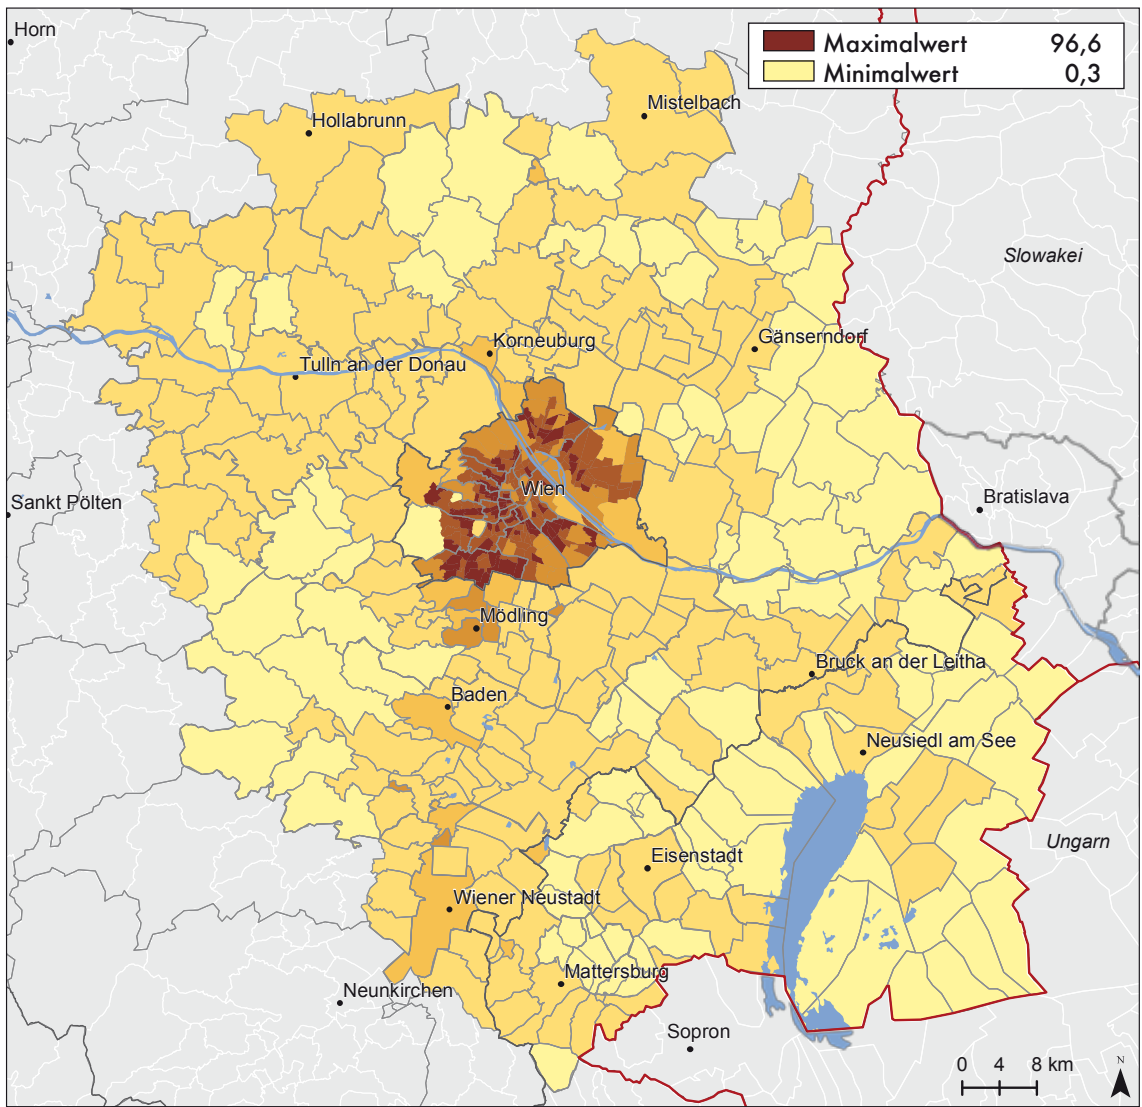 Horn
Maximalwert 96,6
Minimalwert 0,3
Mistelbach
Hollabrunn
Slowakei
Korneuburg
Gänserndorf
Tulln an der Donau
Wien
Bratislava
Sankt Pölten
Mödling
Bruck an der Leitha
Baden
Neusiedl am See
Ungarn
Eisenstadt
Wiener Neustadt
Mattersburg
Neunkirchen
Sopron
0 4 8 km
N